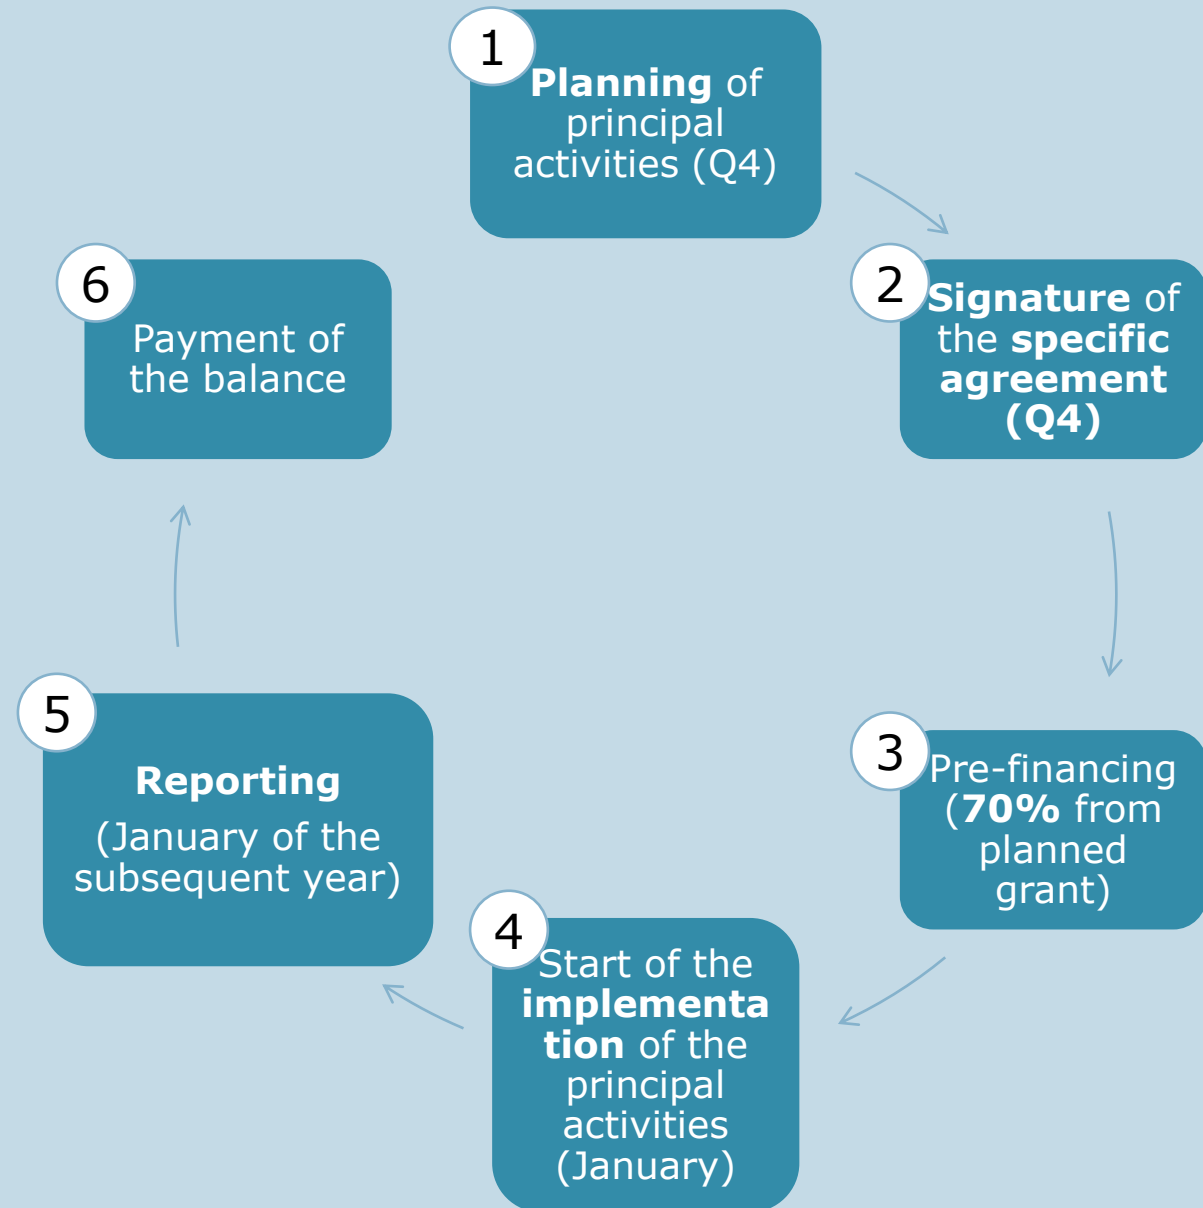 1
Planning of
principal
activities (Q4)
2
Signature of
the specific
agreement
(Q4)
3
Pre-financing
(70% from
planned
grant)
4
Start of the
implementa
tion of the
principal
activities
(January)
5
Reporting
(January of the
subsequent year)
6
Payment of
the balance